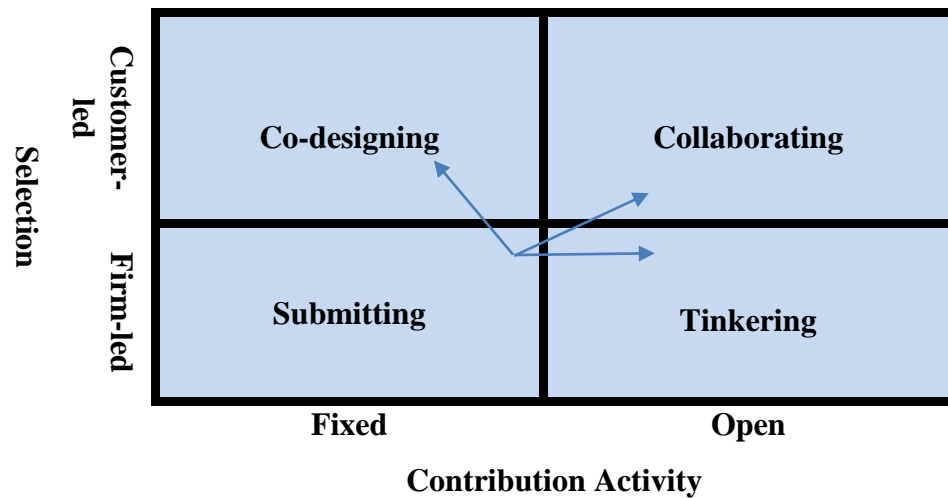 Selection
Customer-
led
Co-designing
Collaborating
Firm-led
Submitting
Tinkering
Fixed
Open
Contribution Activity